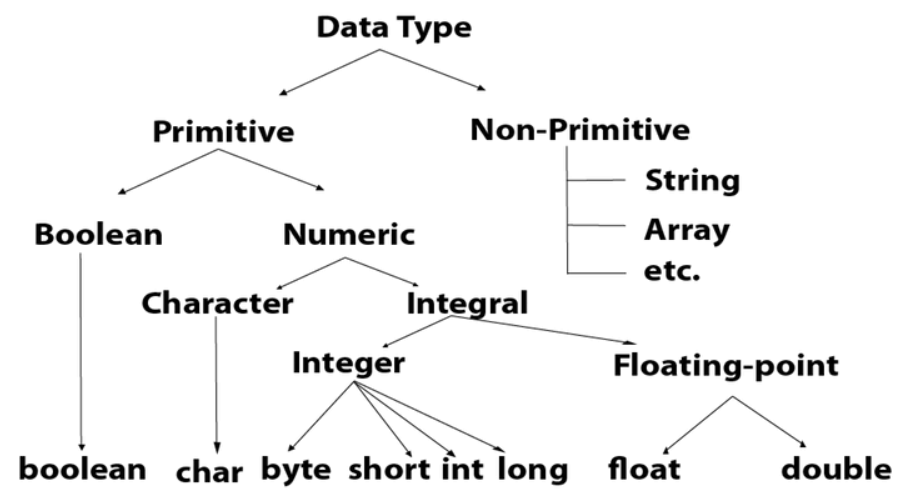 Data Type
Primitive
Non-Primitive
String
Array
etc.
Boolean
Numeric
Character
Integral
Integer
Floating-point
boolean
char
byte
short
int
long
float
double